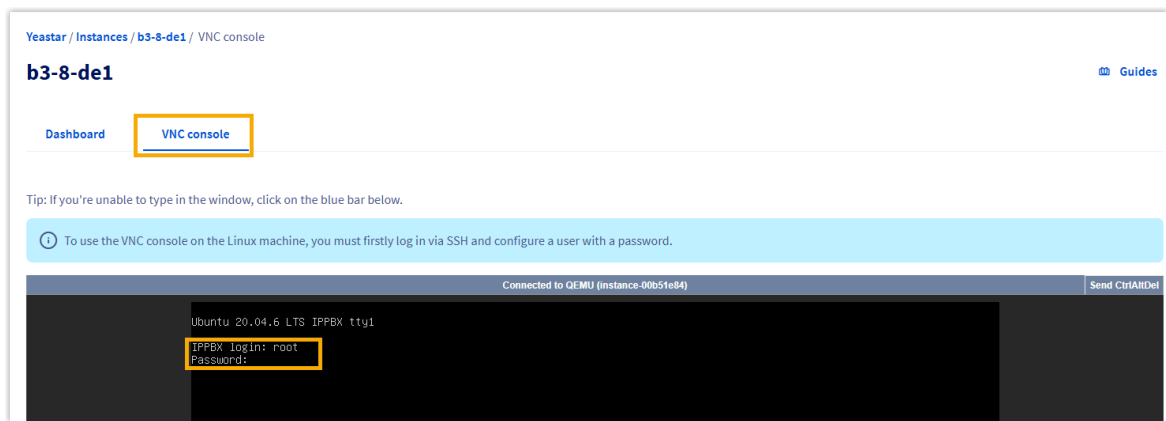 Yeastar / Instances / b3-8-de1 / VNC console
b3-8-de1
Guides
Dashboard
VNC console
Tip: If you're unable to type in the window, click on the blue bar below.
To use the VNC console on the Linux machine, you must firstly log in via SSH and configure a user with a password.
Connected to QEMU (instance-00b51e84)
Send CtrlAltDel
Ubuntu 20.04.6 LTS IPPBX tty1
IPPBX login: root
Password: